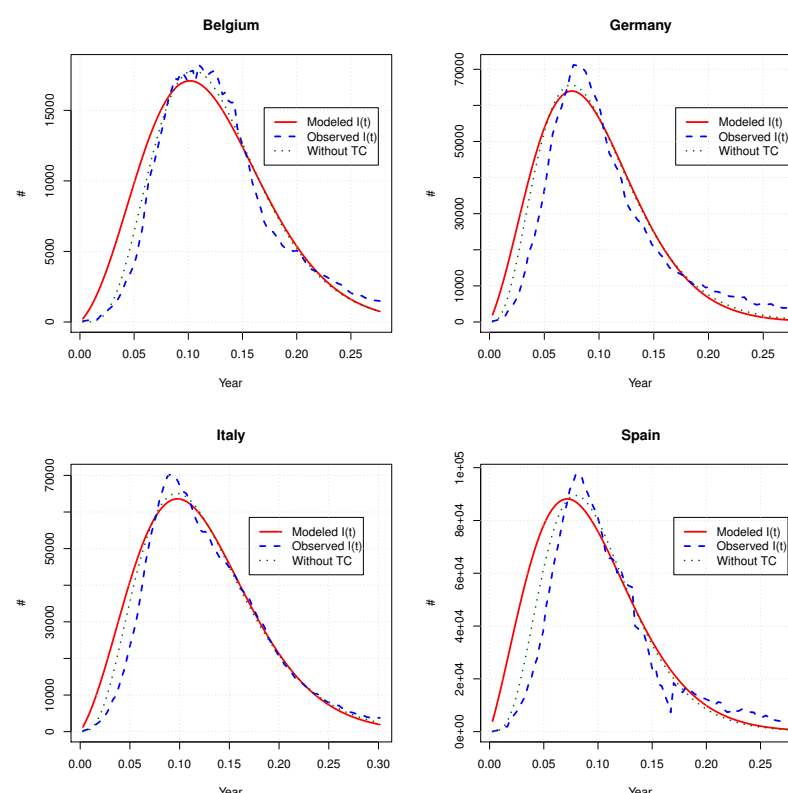 Belgium
#
15000
10000
5000
0
Modeled I(t)
Observed I(t)
Without TC
0.00 0.05 0.10 0.15 0.20 0.25
Year
Germany
#
70000
50000
30000
10000
0
Modeled I(t)
Observed I(t)
Without TC
0.00 0.05 0.10 0.15 0.20 0.25
Year
Italy
#
70000
50000
30000
10000
0
Modeled I(t)
Observed I(t)
Without TC
0.00 0.05 0.10 0.15 0.20 0.25 0.30
Year
Spain
#
1e+05
8e+04
6e+04
4e+04
2e+04
0e+00
Modeled I(t)
Observed I(t)
Without TC
0.00 0.05 0.10 0.15 0.20 0.25
Year